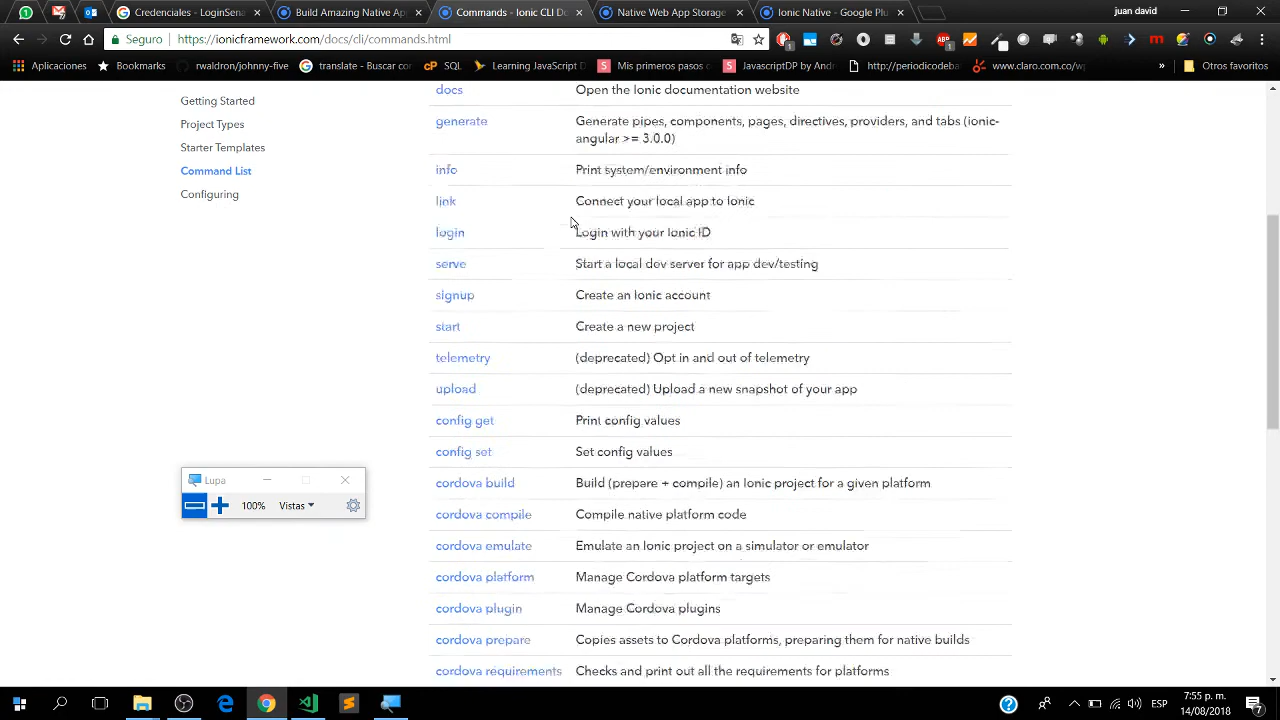 Credenciales - LoginSena
Build Amazing Native Ap
Commands - Ionic CLI Do
Native Web App Storage
Ionic Native - Google Plu
juan david
Seguro
https://ionicframework.com/docs/cli/commands.html
Aplicaciones
Bookmarks
rwaldron/johnny-five
translate - Buscar co
SQL
Learning JavaScript D
Mis primeros pasos c
JavascriptDP by And
http://periodicodeba
www.claro.com.co/w
»
Otros favoritos
Getting Started
Project Types
Starter Templates
Command List
Configuring
docs Open the Ionic documentation website
generate Generate pipes, components, pages, directives, providers, and tabs (ionic-
angular >= 3.0.0)
info Print system/environment info
link Connect your local app to Ionic
login Login with your Ionic ID
serve Start a local dev server for app dev/testing
signup Create an Ionic account
start Create a new project
telemetry (deprecated) Opt in and out of telemetry
upload (deprecated) Upload a new snapshot of your app
config get Print config values
config set Set config values
cordova build Build (prepare + compile) an Ionic project for a given platform
cordova compile Compile native platform code
cordova emulate Emulate an Ionic project on a simulator or emulator
cordova platform Manage Cordova platform targets
cordova plugin Manage Cordova plugins
cordova prepare Copies assets to Cordova platforms, preparing them for native builds
cordova requirements Checks and print out all the requirements for platforms
Lupa
100% Vistas
ESP
7:55 p. m.
14/08/2018